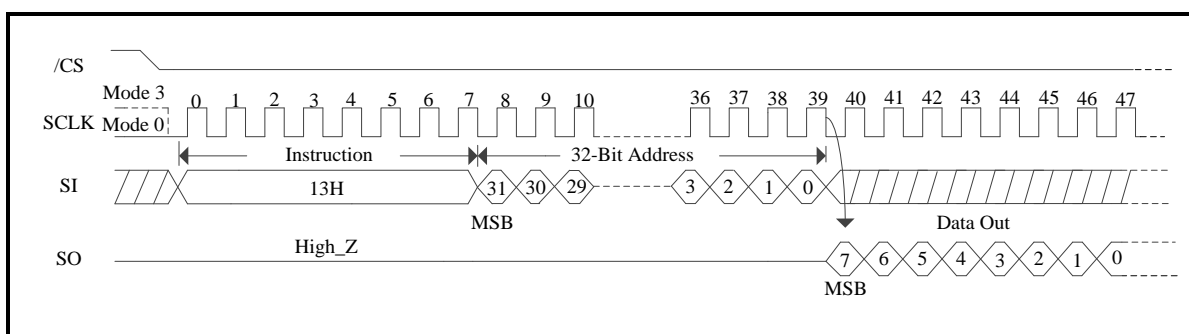 /CS
Mode 3
0 1 2 3 4 5 6 7 8 9 10 36 37 38 39 40 41 42 43 44 45 46 47
SCLK Mode 0
Instruction 32-Bit Address
SI 13H 31 30 29 3 2 1 0
MSB Data Out
High_Z
SO 7 6 5 4 3 2 1 0
MSB